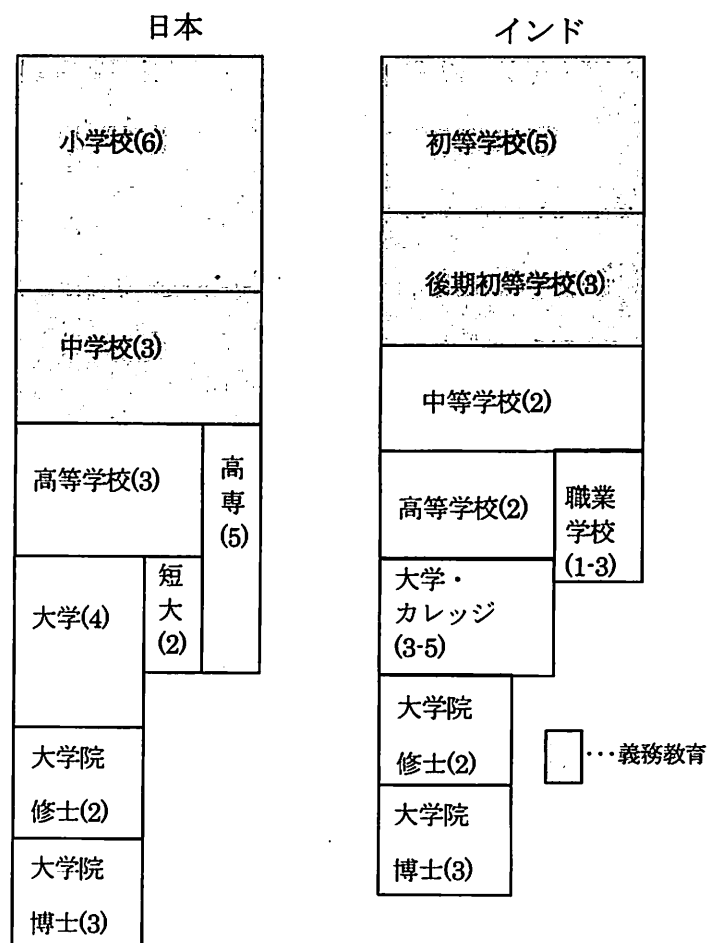 日本
小学校(6)
中学校(3)
高等学校(3)
高
専
(5)
大学(4)
短
大
(2)
大学院
修士(2)
大学院
博士(3)
インド
初等学校(5)
後期初等学校(3)
中等学校(2)
高等学校(2)
職業
学校
(1-3)
大学・
カレッジ
(3-5)
大学院
修士(2)
大学院
博士(3)
･･･義務教育